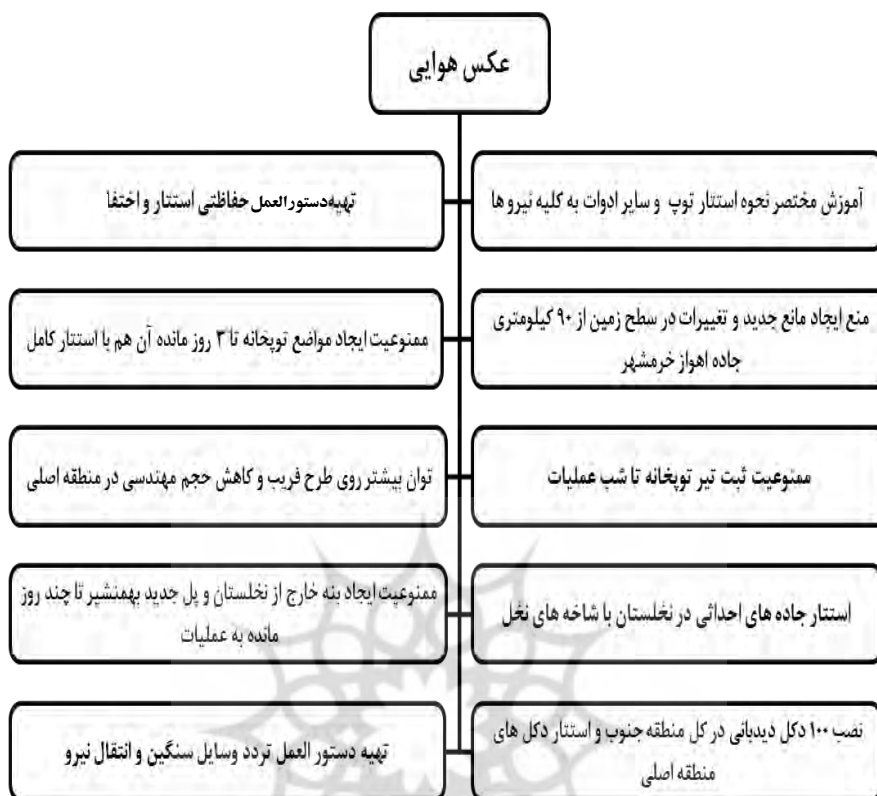 عکس هوایی
آموزش مختصر نحوه استتار توپ و سایر ادوات به کلیه نیرو ها
تهیه دستور العمل حفاظتی استتار و اختفا
منع ایجاد مانع جدید و تغییرات در سطح زمین از ۹۰ کیلومتری
جاده اهواز خرمشهر
ممنوعیت ایجاد مواضع توپخانه تا ۳ روز مانده آن هم با استتار کامل
ممنوعیت ثبت تیر توپخانه تا شب عملیات
توان بیشتر روی طرح فریب و کاهش حجم مهندسی در منطقه اصلی
استتار جاده های احداثی در نخلستان با شاخه های نخل
ممنوعیت ایجاد بنه خارج از نخلستان و پل جدید بهمنشیر تا چند روز
مانده به عملیات
نصب ۱۰۰ دکل دیدبانی در کل منطقه جنوب و استتار دکل های
منطقه اصلی
تهیه دستور العمل تردد وسایل سنگین و انتقال نیرو